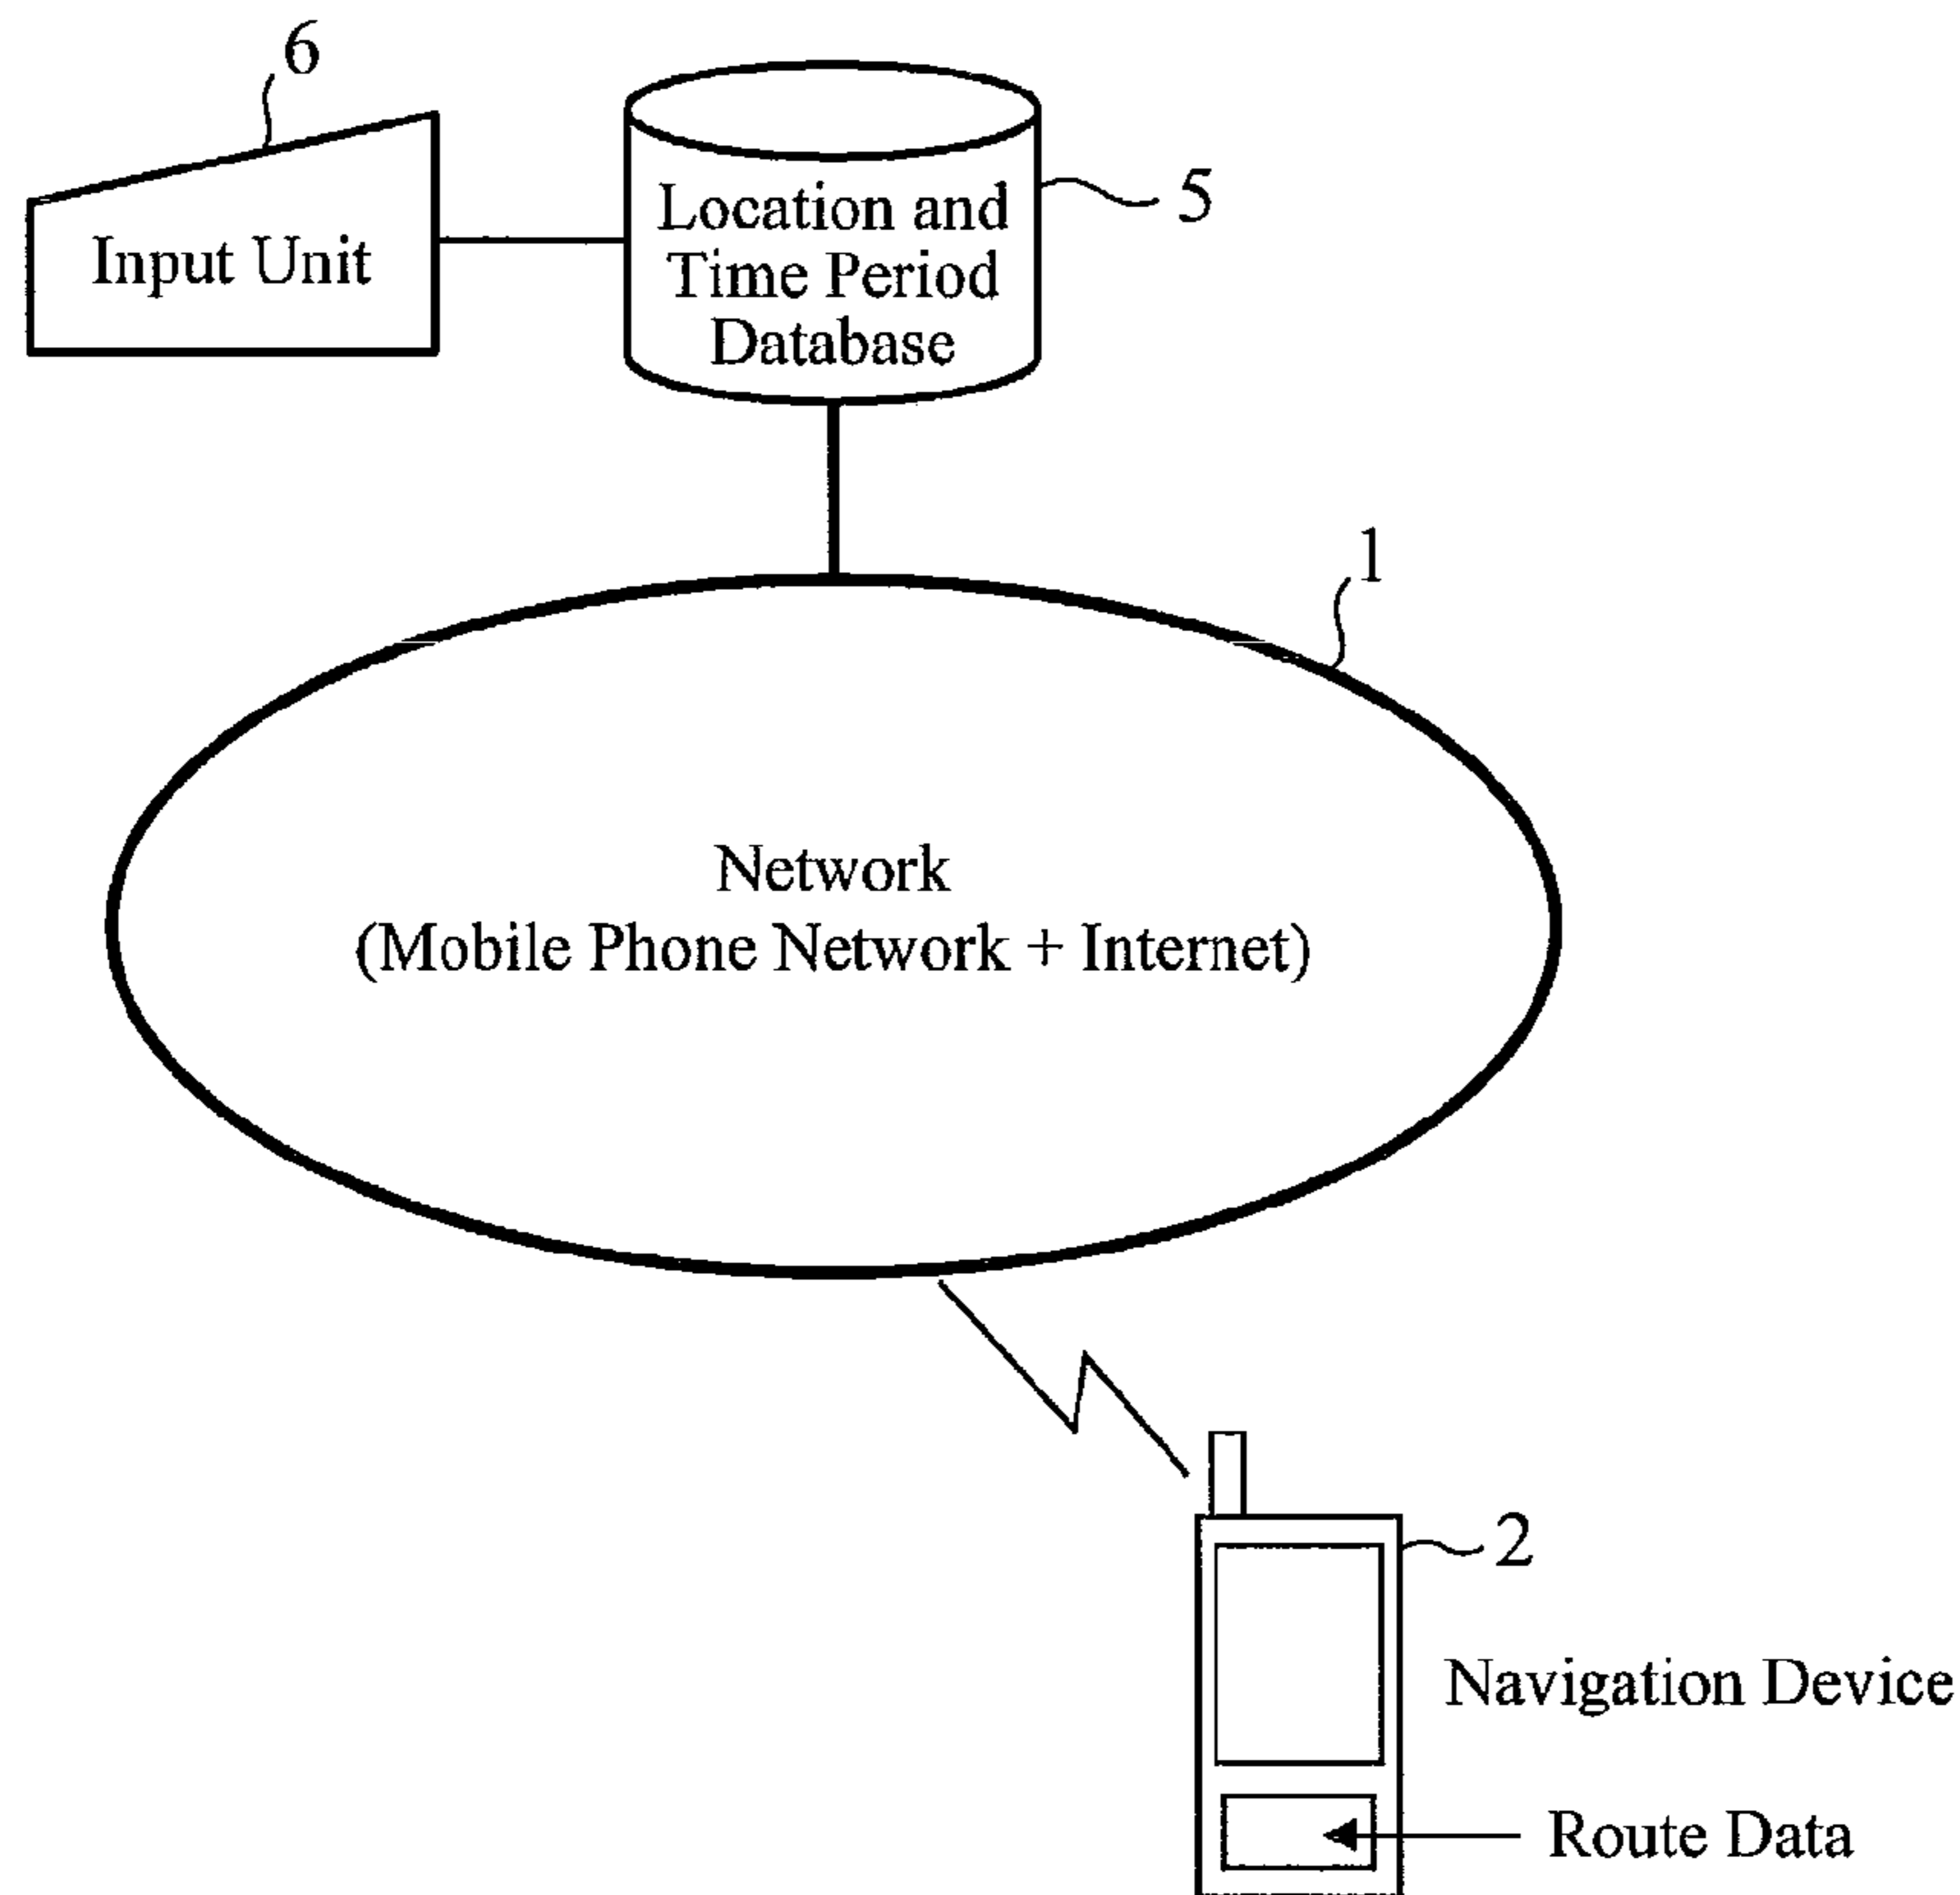 6
5
Location and
Time Period
Database
Input Unit
1
Network
(Mobile Phone Network + Internet)
2
Navigation Device
Route Data